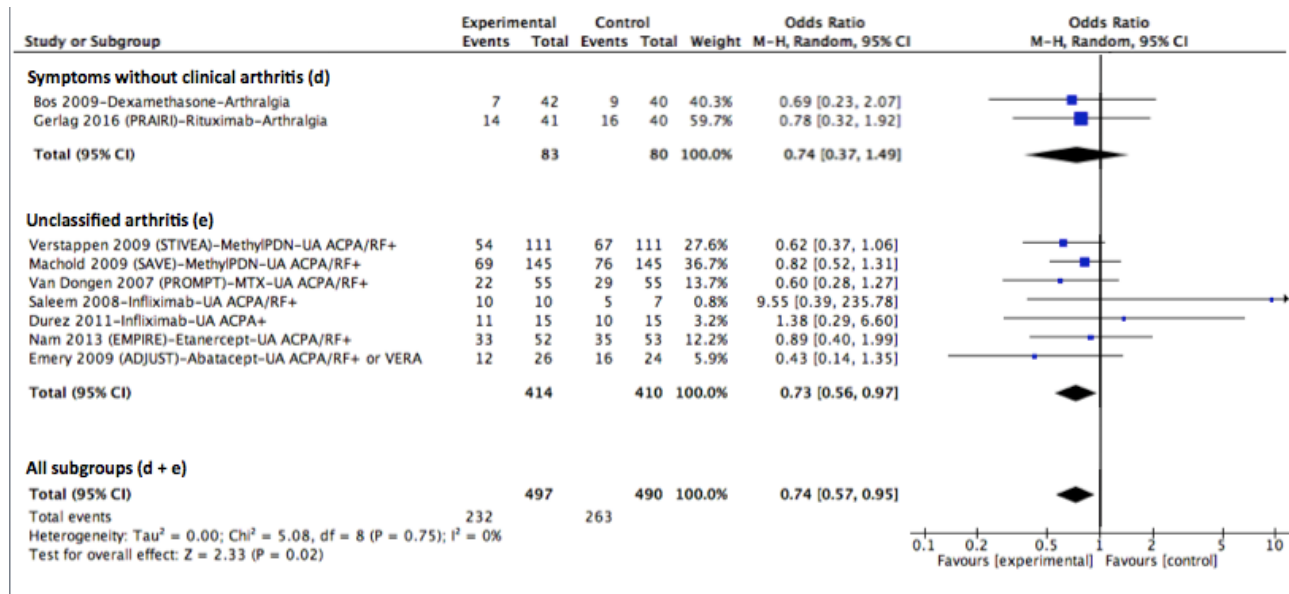 Experimental Control Odds Ratio Odds Ratio
Study or Subgroup Events Total Events Total Weight M-H, Random, 95% CI M-H, Random, 95% CI
Symptoms without clinical arthritis (d)
Bos 2009-Dexamethasone-Arthralgia 7 42 9 40 40.3% 0.69 [0.23, 2.07]
Gerlag 2016 (PRAIRI)-Rituximab-Arthralgia 14 41 16 40 59.7% 0.78 [0.32, 1.92]
Total (95% CI) 83 80 100.0% 0.74 [0.37, 1.49]
Unclassified arthritis (e)
Verstappen 2009 (STIVEA)-MethylPDN-UA ACPA/RF+ 54 111 67 111 27.6% 0.62 [0.37, 1.06]
Machold 2009 (SAVE)-MethylPDN-UA ACPA/RF+ 69 145 76 145 36.7% 0.82 [0.52, 1.31]
Van Dongen 2007 (PROMPT)-MTX-UA ACPA/RF+ 22 55 29 55 13.7% 0.60 [0.28, 1.27]
Saleem 2008-Infliximab-UA ACPA/RF+ 10 10 5 7 0.8% 9.55 [0.39, 235.78]
Durez 2011-Infliximab-UA ACPA+ 11 15 10 15 3.2% 1.38 [0.29, 6.60]
Nam 2013 (EMPIRE)-Etanercept-UA ACPA/RF+ 33 52 35 53 12.2% 0.89 [0.40, 1.99]
Emery 2009 (ADJUST)-Abatacept-UA ACPA/RF+ or VERA 12 26 16 24 5.9% 0.43 [0.14, 1.35]
Total (95% CI) 414 410 100.0% 0.73 [0.56, 0.97]
All subgroups (d + e)
Total (95% CI) 497 490 100.0% 0.74 [0.57, 0.95]
Total events 232 263
Heterogeneity: Tau² = 0.00; Chi² = 5.08, df = 8 (P = 0.75); I² = 0%
Test for overall effect: Z = 2.33 (P = 0.02)
0.1 0.2 0.5 1 2 5 10
Favours [experimental] Favours [control]